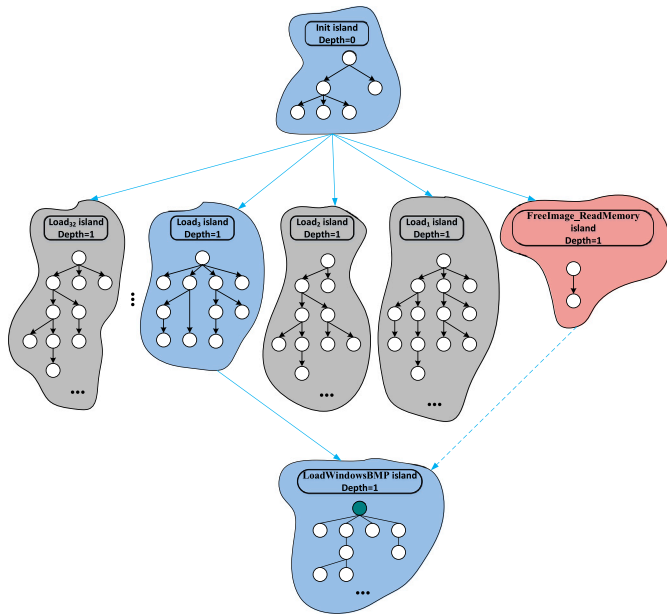 Init island
Depth=0
Load32 island
Depth=1
Load3 island
Depth=1
Load2 island
Depth=1
Load1 island
Depth=1
FreeImage_ReadMemory
island
Depth=1
...
...
...
...
LoadWindowsBMP island
Depth=1
...